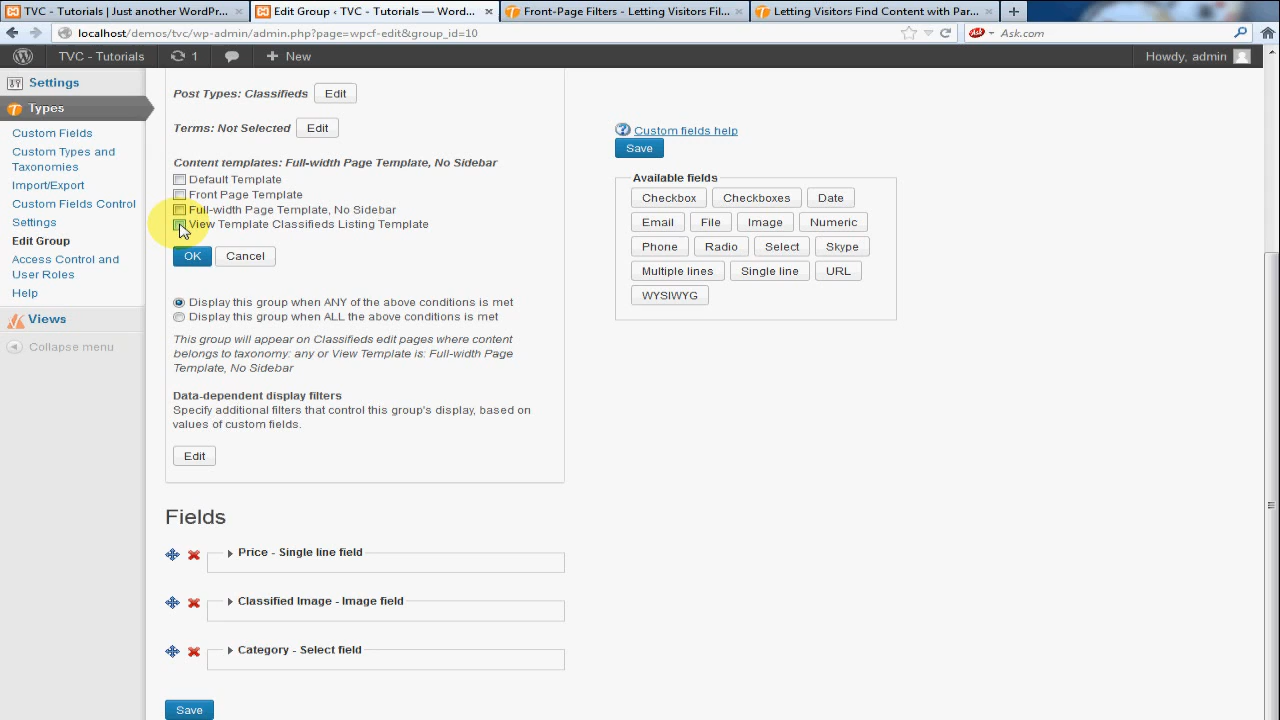 TVC - Tutorials | Just another WordPr...
Edit Group ‹ TVC - Tutorials — Word...
Front-Page Filters - Letting Visitors Fil...
Letting Visitors Find Content with Par...
localhost/demos/tvc/wp-admin/admin.php?page=wpcf-edit&group_id=10
Ask.com
TVC - Tutorials
1
New
Howdy, admin
Settings
Types
Custom Fields
Custom Types and
Taxonomies
Import/Export
Custom Fields Control
Settings
Edit Group
Access Control and
User Roles
Help
Views
Collapse menu
Post Types: Classifieds Edit
Terms: Not Selected Edit
Content templates: Full-width Page Template, No Sidebar
Default Template
Front Page Template
Full-width Page Template, No Sidebar
View Template Classifieds Listing Template
OK Cancel
Display this group when ANY of the above conditions is met
Display this group when ALL the above conditions is met
This group will appear on Classifieds edit pages where content
belongs to taxonomy: any or View Template is: Full-width Page
Template, No Sidebar
Data-dependent display filters
Specify additional filters that control this group's display, based on
values of custom fields.
Edit
Fields
Price - Single line field
Classified Image - Image field
Category - Select field
Save
Custom fields help
Save
Available fields
Checkbox Checkboxes Date
Email File Image Numeric
Phone Radio Select Skype
Multiple lines Single line URL
WYSIWYG